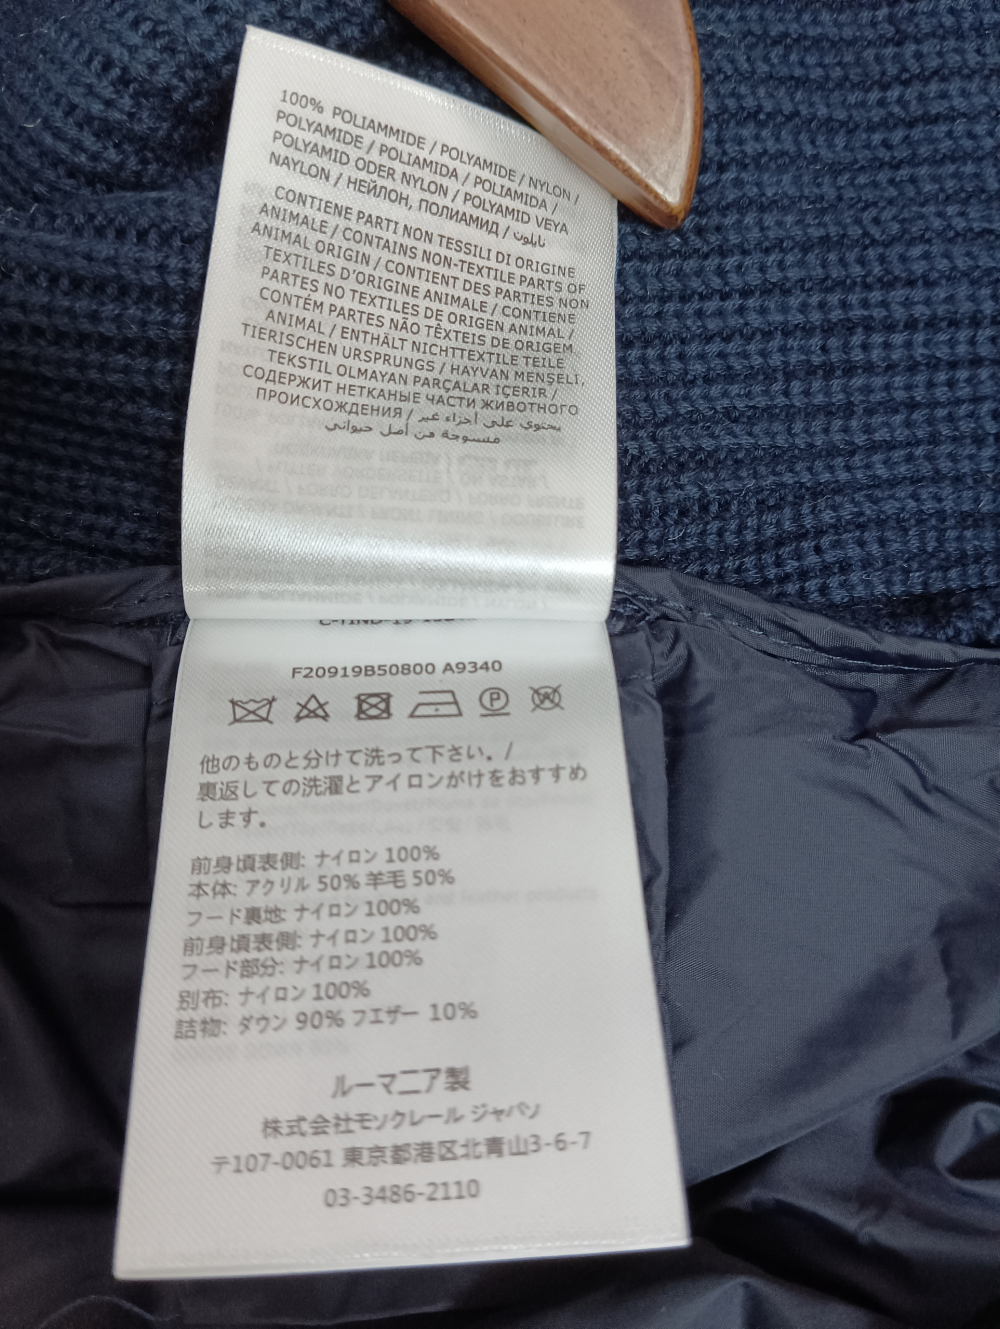 100% POLIAMMIDE / POLYAMIDE / NYLON /
POLYAMIDE / POLIAMIDA / POLIAMIDA /
POLYAMID ODER NYLON / POLYAMID VEYA
NAYLON / НЕЙЛОН, ПОЛИАМИД / نايلون
CONTIENE PARTI NON TESSILI DI ORIGINE
ANIMALE / CONTAINS NON-TEXTILE PARTS OF
ANIMAL ORIGIN / CONTIENT DES PARTIES NON
TEXTILES D'ORIGINE ANIMALE / CONTIENE
PARTES NO TEXTILES DE ORIGEN ANIMAL /
CONTÉM PARTES NÃO TÊXTEIS DE ORIGEM
ANIMAL / ENTHÄLT NICHTTEXTILE TEILE
TIERISCHEN URSPRUNGS / HAYVAN MENŞELİ,
TEKSTIL OLMAYAN PARÇALAR IÇERIR /
СОДЕРЖИТ НЕТКАНЫЕ ЧАСТИ ЖИВОТНОГО
ПРОИСХОЖДЕНИЯ / يحتوي على أجزاء غير
منسوجة من أصل حيواني
F20919B50800 A9340
P W
他のものと分けて洗って下さい。/
裏返しての洗濯とアイロンがけをおすすめ
します。
前身頃表側: ナイロン 100%
本体: アクリル 50% 羊毛 50%
フード裏地: ナイロン 100%
前身頃表側: ナイロン 100%
フード部分: ナイロン 100%
別布: ナイロン 100%
詰物: ダウン 90% フエザー 10%
ルーマニア製
株式会社モンクレール ジャパン
〒107-0061 東京都港区北青山3-6-7
03-3486-2110